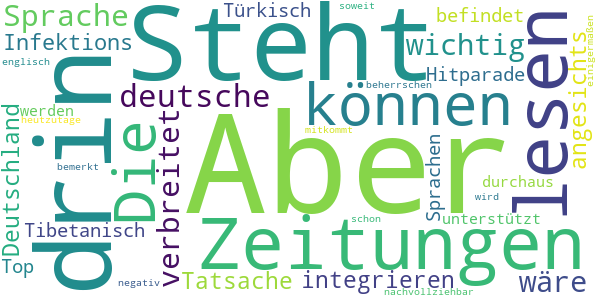 Sprache
Türkisch
soweit
Steht
befindet
Infektions
wichtig
einigermaßen
englisch
drin
Hitparade
lesen
beherrschen
angesichts
deutsche
können
Deutschland
werden
heutzutage
Die
verbreitet
Aber
mitkommt
Sprachen
bemerkt
schon
durchaus
wird
Tibetanisch
Zeitungen
unterstützt
Top
negativ
Tatsache
integrieren
nachvollziehbar
wäre